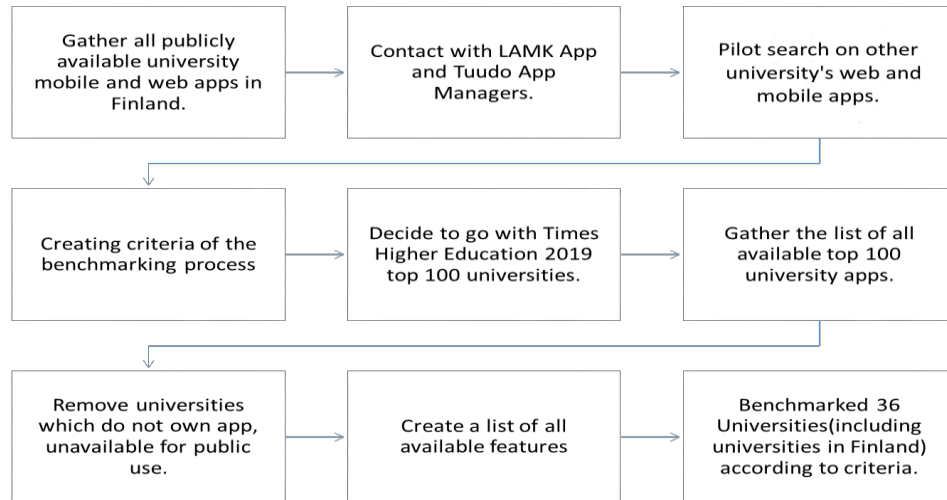 Gather all publicly
available university
mobile and web apps in
Finland.
Contact with LAMK App
and Tuudo App
Managers.
Pilot search on other
university's web and
mobile apps.
Creating criteria of the
benchmarking process
Decide to go with Times
Higher Education 2019
top 100 universities.
Gather the list of all
available top 100
university apps.
Remove universities
which do not own app,
unavailable for public
use.
Create a list of all
available features
Benchmarked 36
Universities(including
universities in Finland)
according to criteria.